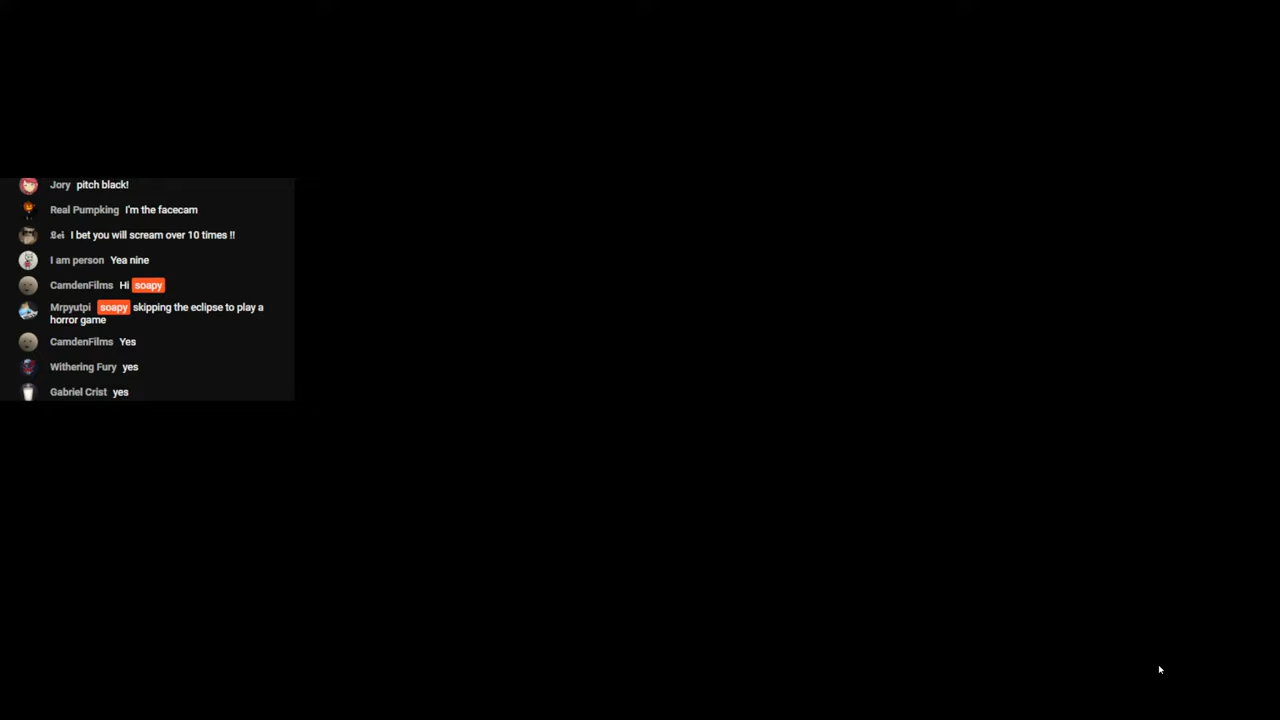 Jory pitch black!
Real Pumpking I'm the facecam
𝕷𝖊𝖎 I bet you will scream over 10 times !!
I am person Yea nine
CamdenFilms Hi soapy
Mrpyutpi soapy skipping the eclipse to play a
horror game
CamdenFilms Yes
Withering Fury yes
Gabriel Crist yes